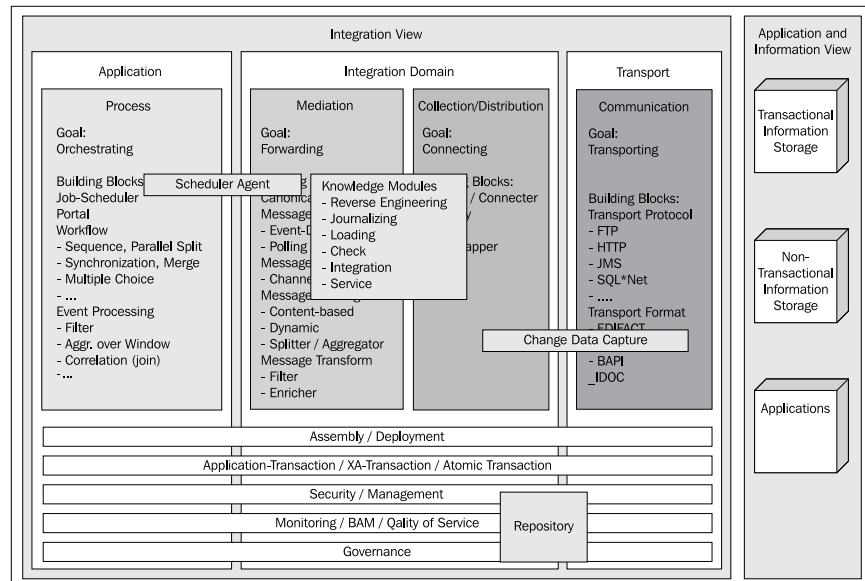 Integration View
Application and
Information View
Application
Integration Domain
Transport
Process
Goal:
Orchestrating
Building Blocks
Job-Scheduler
Portal
Workflow
- Sequence, Parallel Split
- Synchronization, Merge
- Multiple Choice
- ...
Event Processing
- Filter
- Aggr. over Window
- Correlation (join)
- ...
Scheduler Agent
Mediation
Goal:
Forwarding
Message
- Polling
Message
- Channel
Message
- Content-based
- Dynamic
- Splitter / Aggregator
Message Transform
- Filter
- Enricher
Knowledge Modules
- Reverse Engineering
- Journalizing
- Loading
- Check
- Integration
- Service
Collection/Distribution
Goal:
Connecting
Blocks:
/ Connecter
Communication
Goal:
Transporting
Building Blocks:
Transport Protocol
- FTP
- HTTP
- JMS
- SQL*Net
- ....
Transport Format
Change Data Capture
- BAPI
_IDOC
Transactional
Information
Storage
Non-
Transactional
Information
Storage
Applications
Assembly / Deployment
Application-Transaction / XA-Transaction / Atomic Transaction
Security / Management
Monitoring / BAM / Qality of Service
Repository
Governance